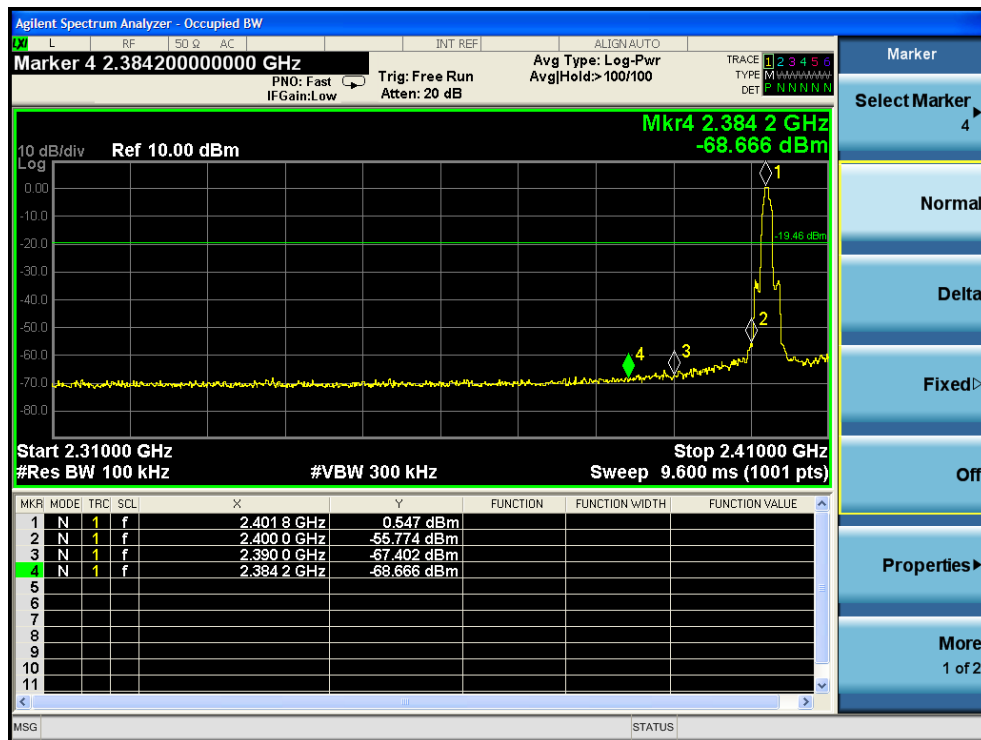 Agilent Spectrum Analyzer - Occupied BW
LXI L RF 50 Ω AC INT REF ALIGN AUTO
Marker 4 2.384200000000 GHz
PNO: Fast
IFGain:Low
Trig: Free Run
Atten: 20 dB
Avg Type: Log-Pwr
Avg|Hold:>100/100
TRACE 1 2 3 4 5 6
TYPE M
DET P N N N N N
Mkr4 2.384 2 GHz
-68.666 dBm
10 dB/div Ref 10.00 dBm
Log
0.00
-10.0
-20.0
-30.0
-40.0
-50.0
-60.0
-70.0
-80.0
1
-19.46 dBm
2
3
4
Start 2.31000 GHz Stop 2.41000 GHz
#Res BW 100 kHz #VBW 300 kHz Sweep 9.600 ms (1001 pts)
MKR MODE TRC SCL X Y FUNCTION FUNCTION WIDTH FUNCTION VALUE
1 N 1 f 2.401 8 GHz 0.547 dBm
2 N 1 f 2.400 0 GHz -55.774 dBm
3 N 1 f 2.390 0 GHz -67.402 dBm
4 N 1 f 2.384 2 GHz -68.666 dBm
5
6
7
8
9
10
11
MSG STATUS
Marker
Select Marker
4
Normal
Delta
Fixed
Off
Properties
More
1 of 2